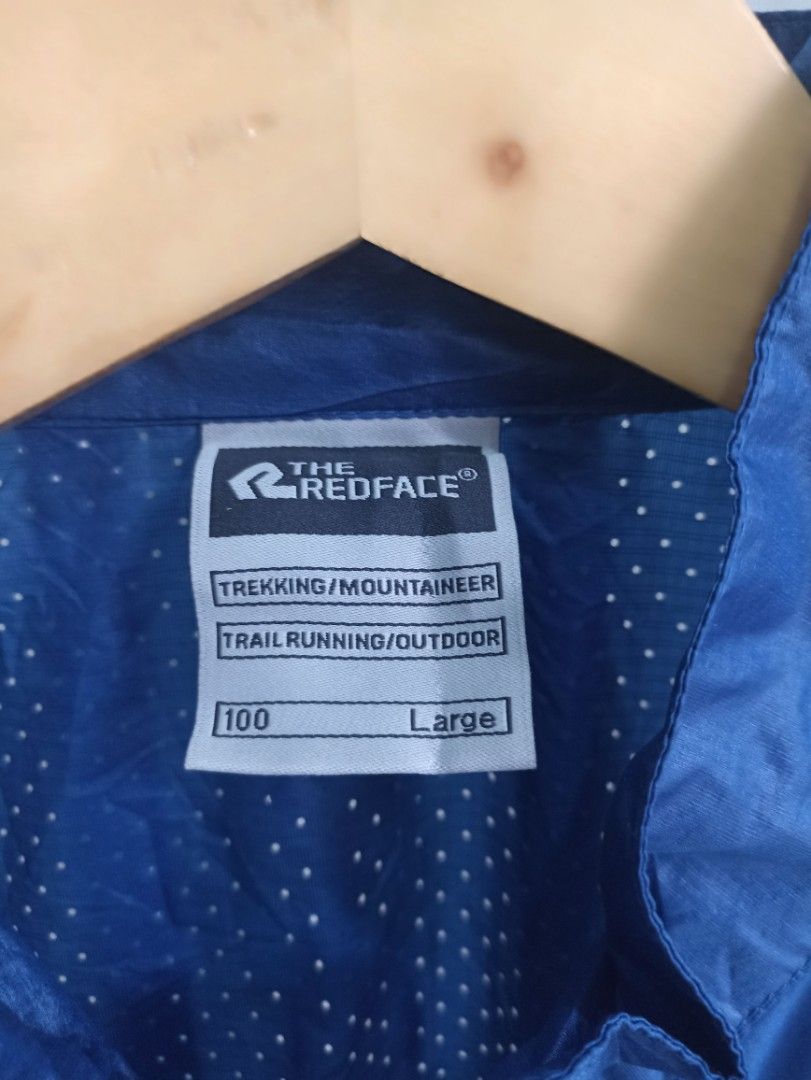 THE
REDFACE®
TREKKING/MOUNTAINEER
TRAIL RUNNING/OUTDOOR
100 Large